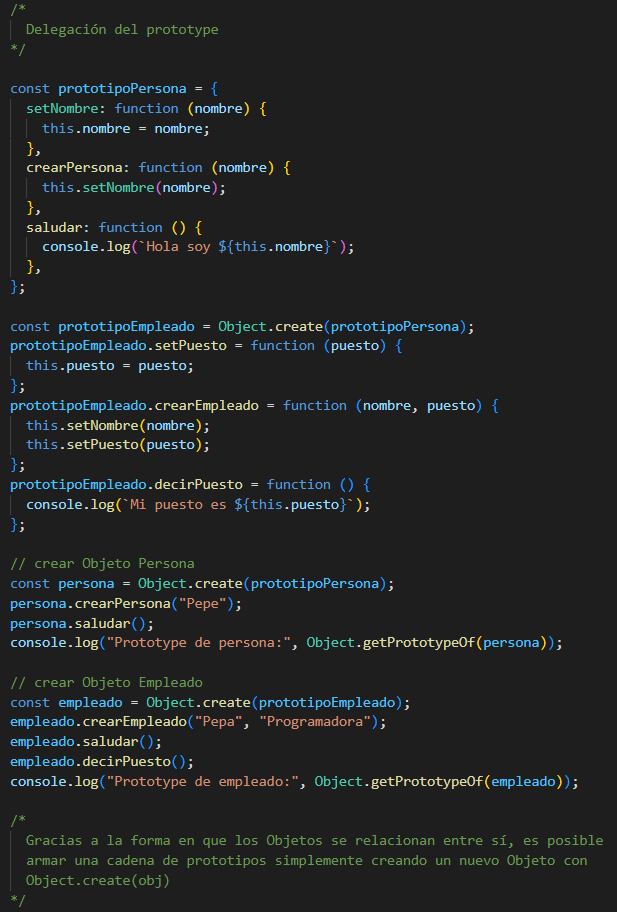 /*
  Delegación del prototype
*/

const prototipoPersona = {
  setNombre: function (nombre) {
    this.nombre = nombre;
  },
  crearPersona: function (nombre) {
    this.setNombre(nombre);
  },
  saludar: function () {
    console.log(`Hola soy ${this.nombre}`);
  },
};

const prototipoEmpleado = Object.create(prototipoPersona);
prototipoEmpleado.setPuesto = function (puesto) {
  this.puesto = puesto;
};
prototipoEmpleado.crearEmpleado = function (nombre, puesto) {
  this.setNombre(nombre);
  this.setPuesto(puesto);
};
prototipoEmpleado.decirPuesto = function () {
  console.log(`Mi puesto es ${this.puesto}`);
};

// crear Objeto Persona
const persona = Object.create(prototipoPersona);
persona.crearPersona("Pepe");
persona.saludar();
console.log("Prototype de persona:", Object.getPrototypeOf(persona));

// crear Objeto Empleado
const empleado = Object.create(prototipoEmpleado);
empleado.crearEmpleado("Pepa", "Programadora");
empleado.saludar();
empleado.decirPuesto();
console.log("Prototype de empleado:", Object.getPrototypeOf(empleado));

/*
  Gracias a la forma en que los Objetos se relacionan entre sí, es posible
  armar una cadena de prototipos simplemente creando un nuevo Objeto con
  Object.create(obj)
*/